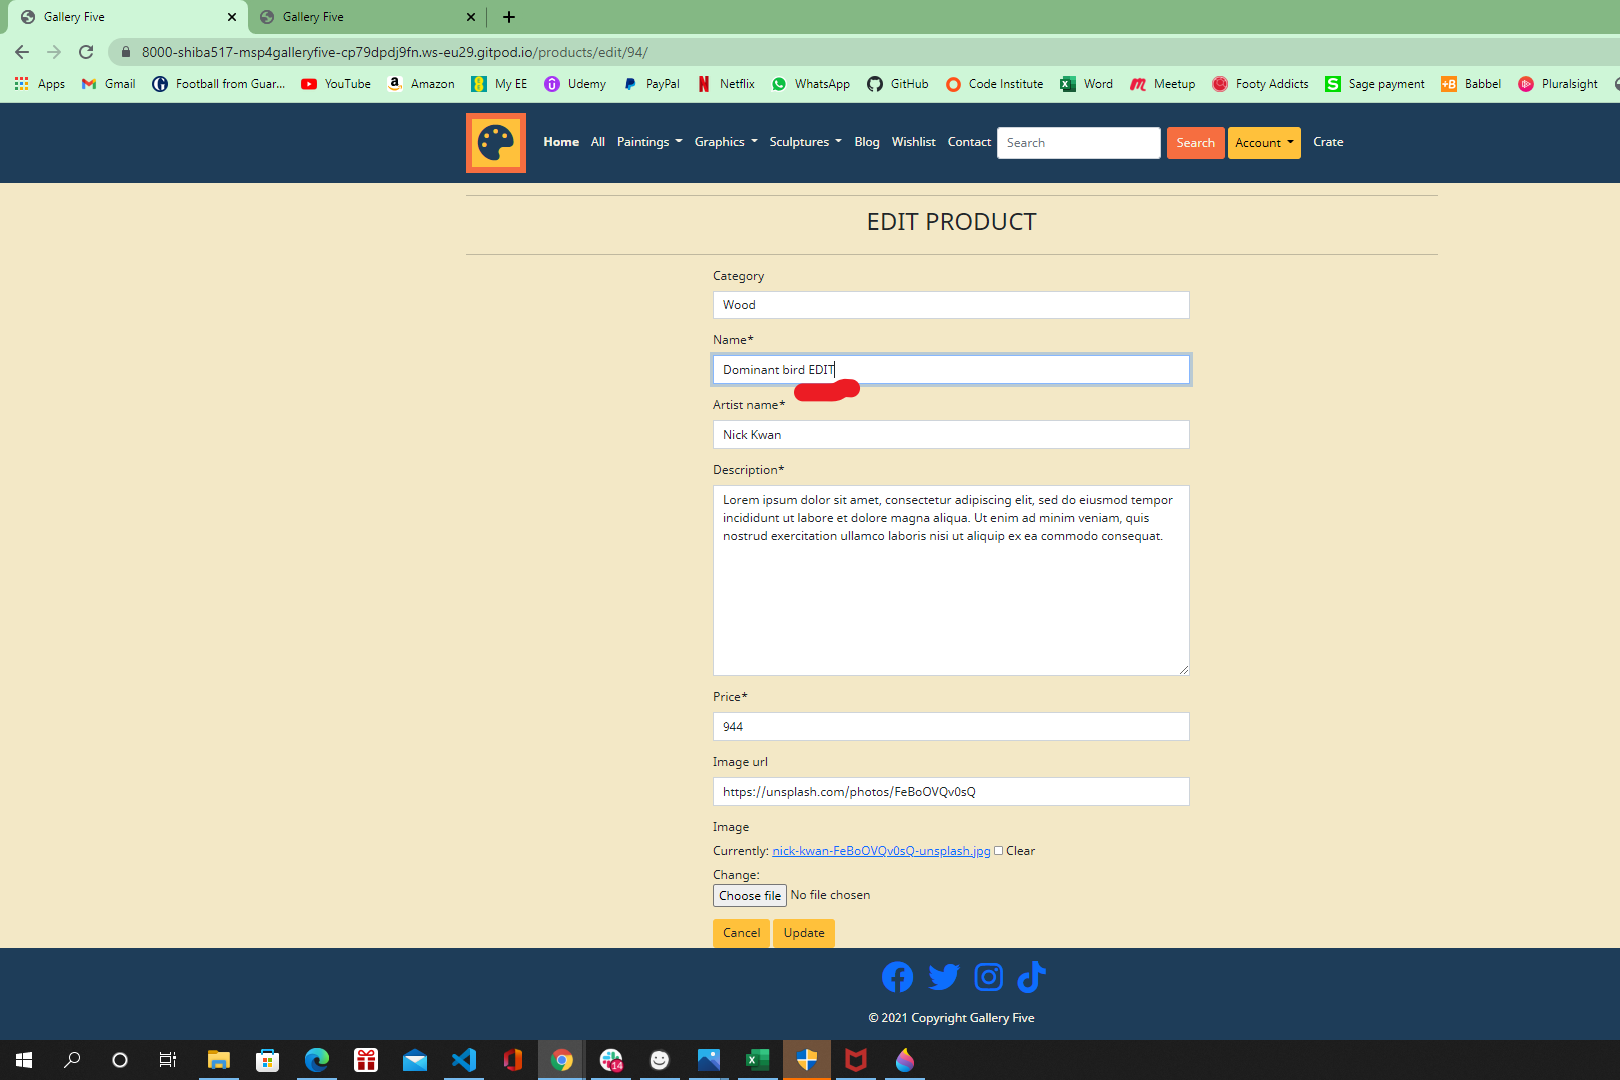 Gallery Five
Gallery Five
8000-shiba517-msp4galleryfive-cp79dpdj9fn.ws-eu29.gitpod.io/products/edit/94/
Apps Gmail Football from Guar... YouTube Amazon My EE Udemy PayPal Netflix WhatsApp GitHub Code Institute Word Meetup Footy Addicts Sage payment Babbel Pluralsight
Home All Paintings Graphics Sculptures Blog Wishlist Contact Search Search Account Crate
EDIT PRODUCT
Category
Wood
Name*
Dominant bird EDIT
Artist name*
Nick Kwan
Description*
Lorem ipsum dolor sit amet, consectetur adipiscing elit, sed do eiusmod tempor
incididunt ut labore et dolore magna aliqua. Ut enim ad minim veniam, quis
nostrud exercitation ullamco laboris nisi ut aliquip ex ea commodo consequat.
Price*
944
Image url
https://unsplash.com/photos/FeBoOVQv0sQ
Image
Currently: nick-kwan-FeBoOVQv0sQ-unsplash.jpg Clear
Change:
Choose file No file chosen
Cancel Update
© 2021 Copyright Gallery Five
14